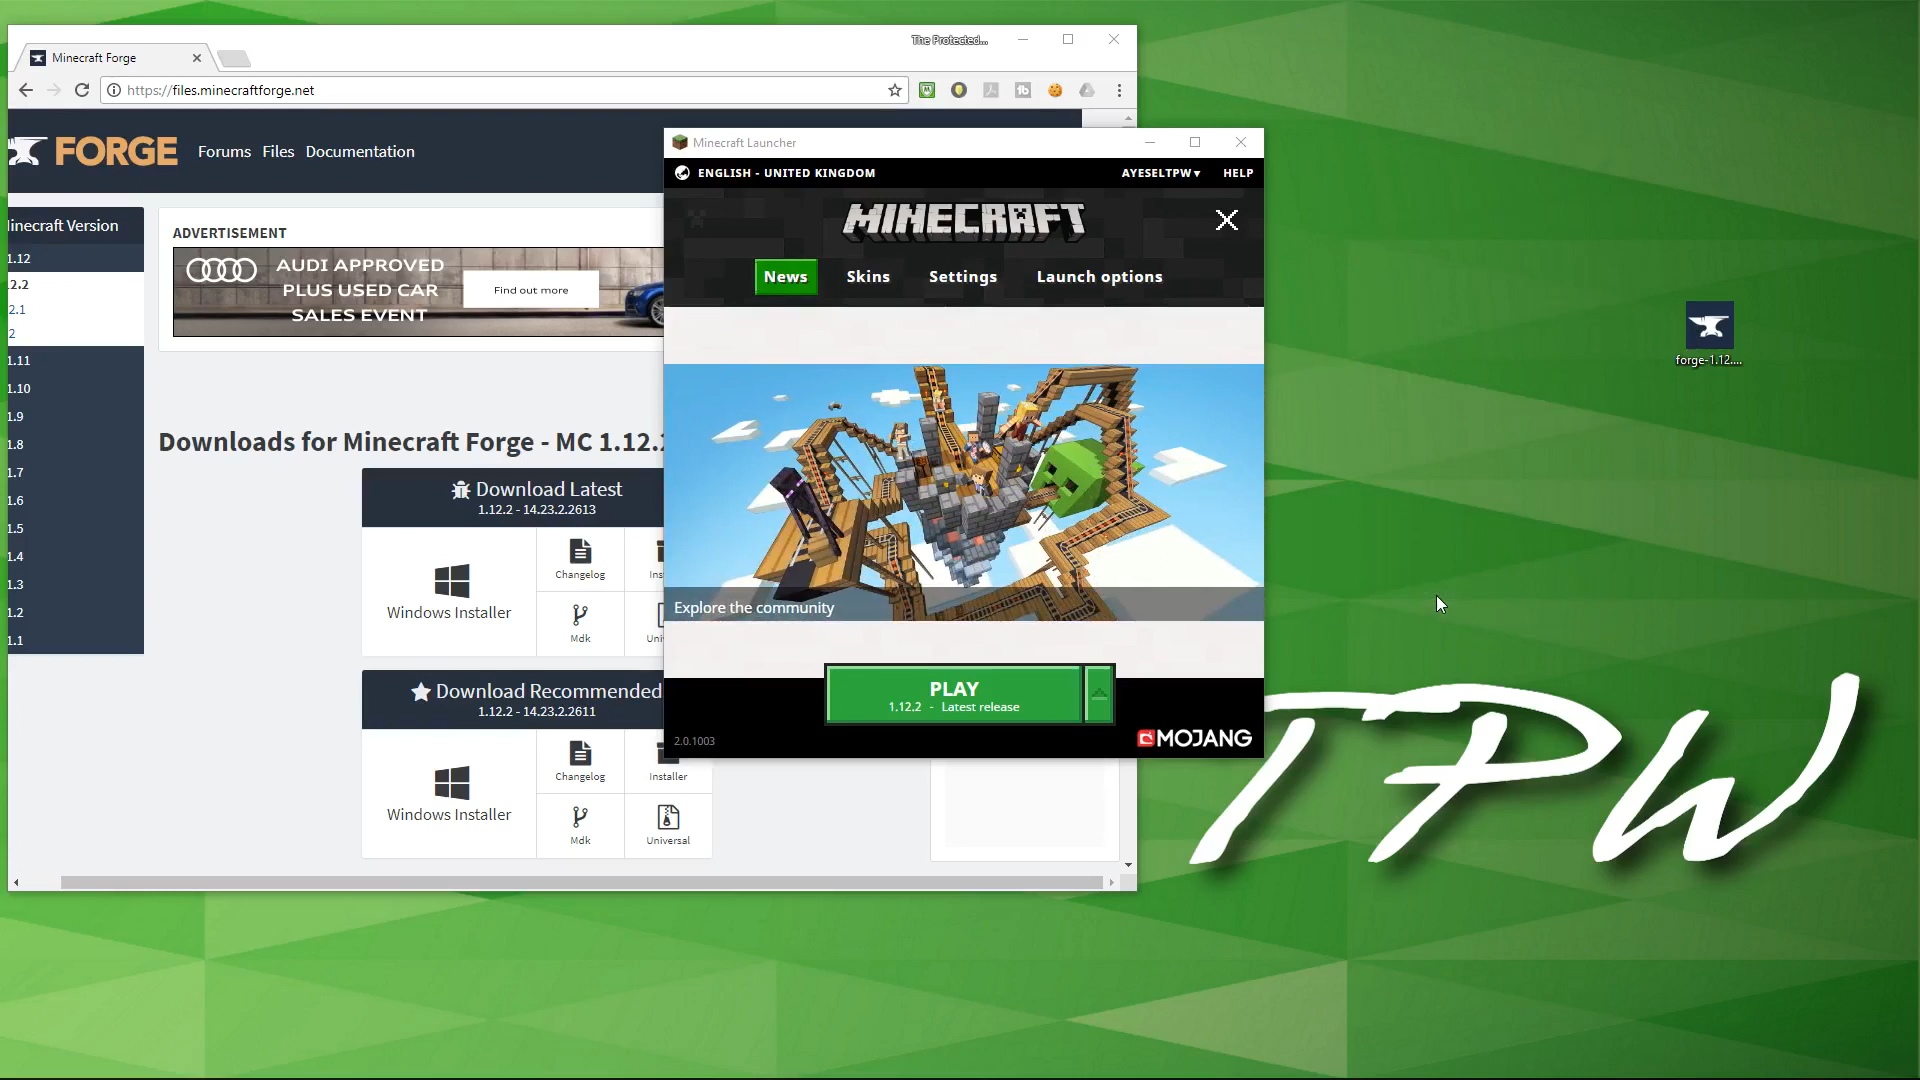 The Protected...
Minecraft Forge
https://files.minecraftforge.net
FORGE
Forums Files Documentation
inecraft Version
1.12
.12.2
2.1
2
1.11
1.10
1.9
1.8
1.7
1.6
1.5
1.4
1.3
1.2
1.1
ADVERTISEMENT
AUDI APPROVED
PLUS USED CAR
SALES EVENT
Find out more
Downloads for Minecraft Forge - MC 1.12.
Download Latest
1.12.2 - 14.23.2.2613
Windows Installer
Changelog
Ins
Mdk
Uni
Download Recommended
1.12.2 - 14.23.2.2611
Windows Installer
Changelog
Installer
Mdk
Universal
Minecraft Launcher
ENGLISH - UNITED KINGDOM
AYESELTPW
HELP
MINECRAFT
News
Skins
Settings
Launch options
Explore the community
PLAY
1.12.2 - Latest release
2.0.1003
MOJANG
forge-1.12....
TPW